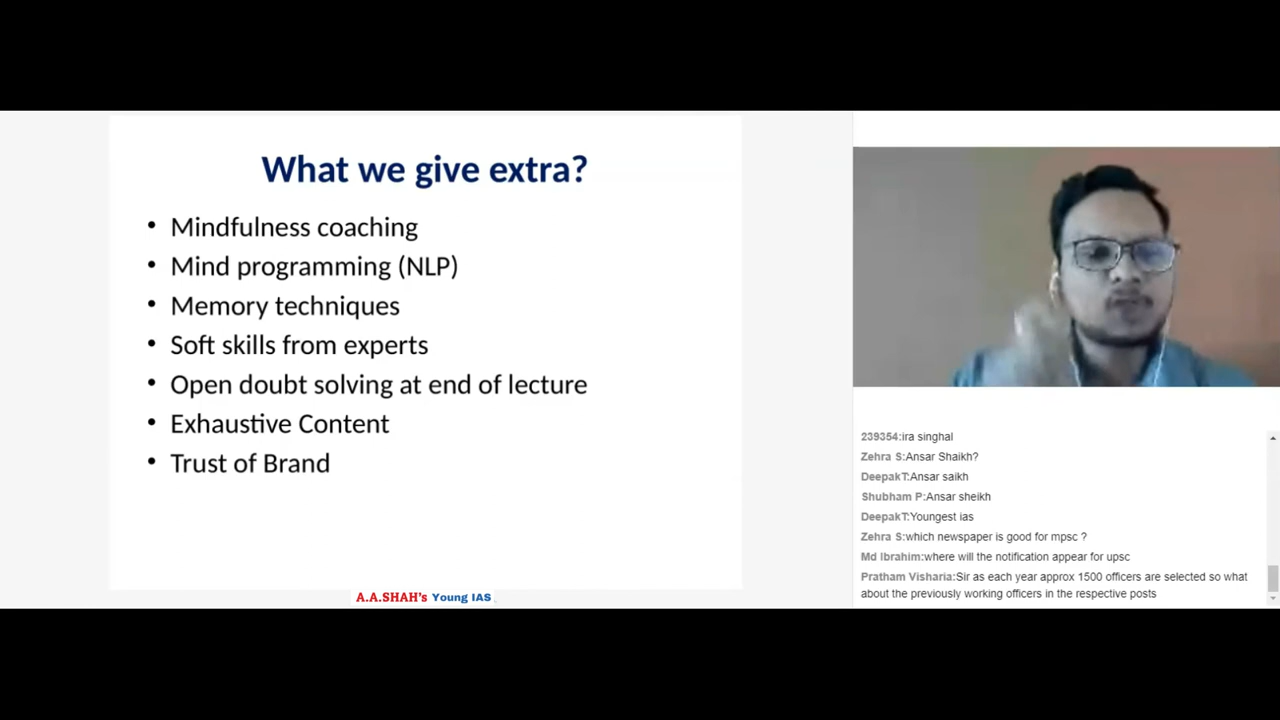 What we give extra?
• Mindfulness coaching
• Mind programming (NLP)
• Memory techniques
• Soft skills from experts
• Open doubt solving at end of lecture
• Exhaustive Content
• Trust of Brand
A.A.SHAH's Young IAS
239354:ira singhal
Zehra S:Ansar Shaikh?
DeepakT:Ansar saikh
Shubham P:Ansar sheikh
DeepakT:Youngest ias
Zehra S:which newspaper is good for mpsc ?
Md Ibrahim:where will the notification appear for upsc
Pratham Visharia:Sir as each year approx 1500 officers are selected so what
about the previously working officers in the respective posts